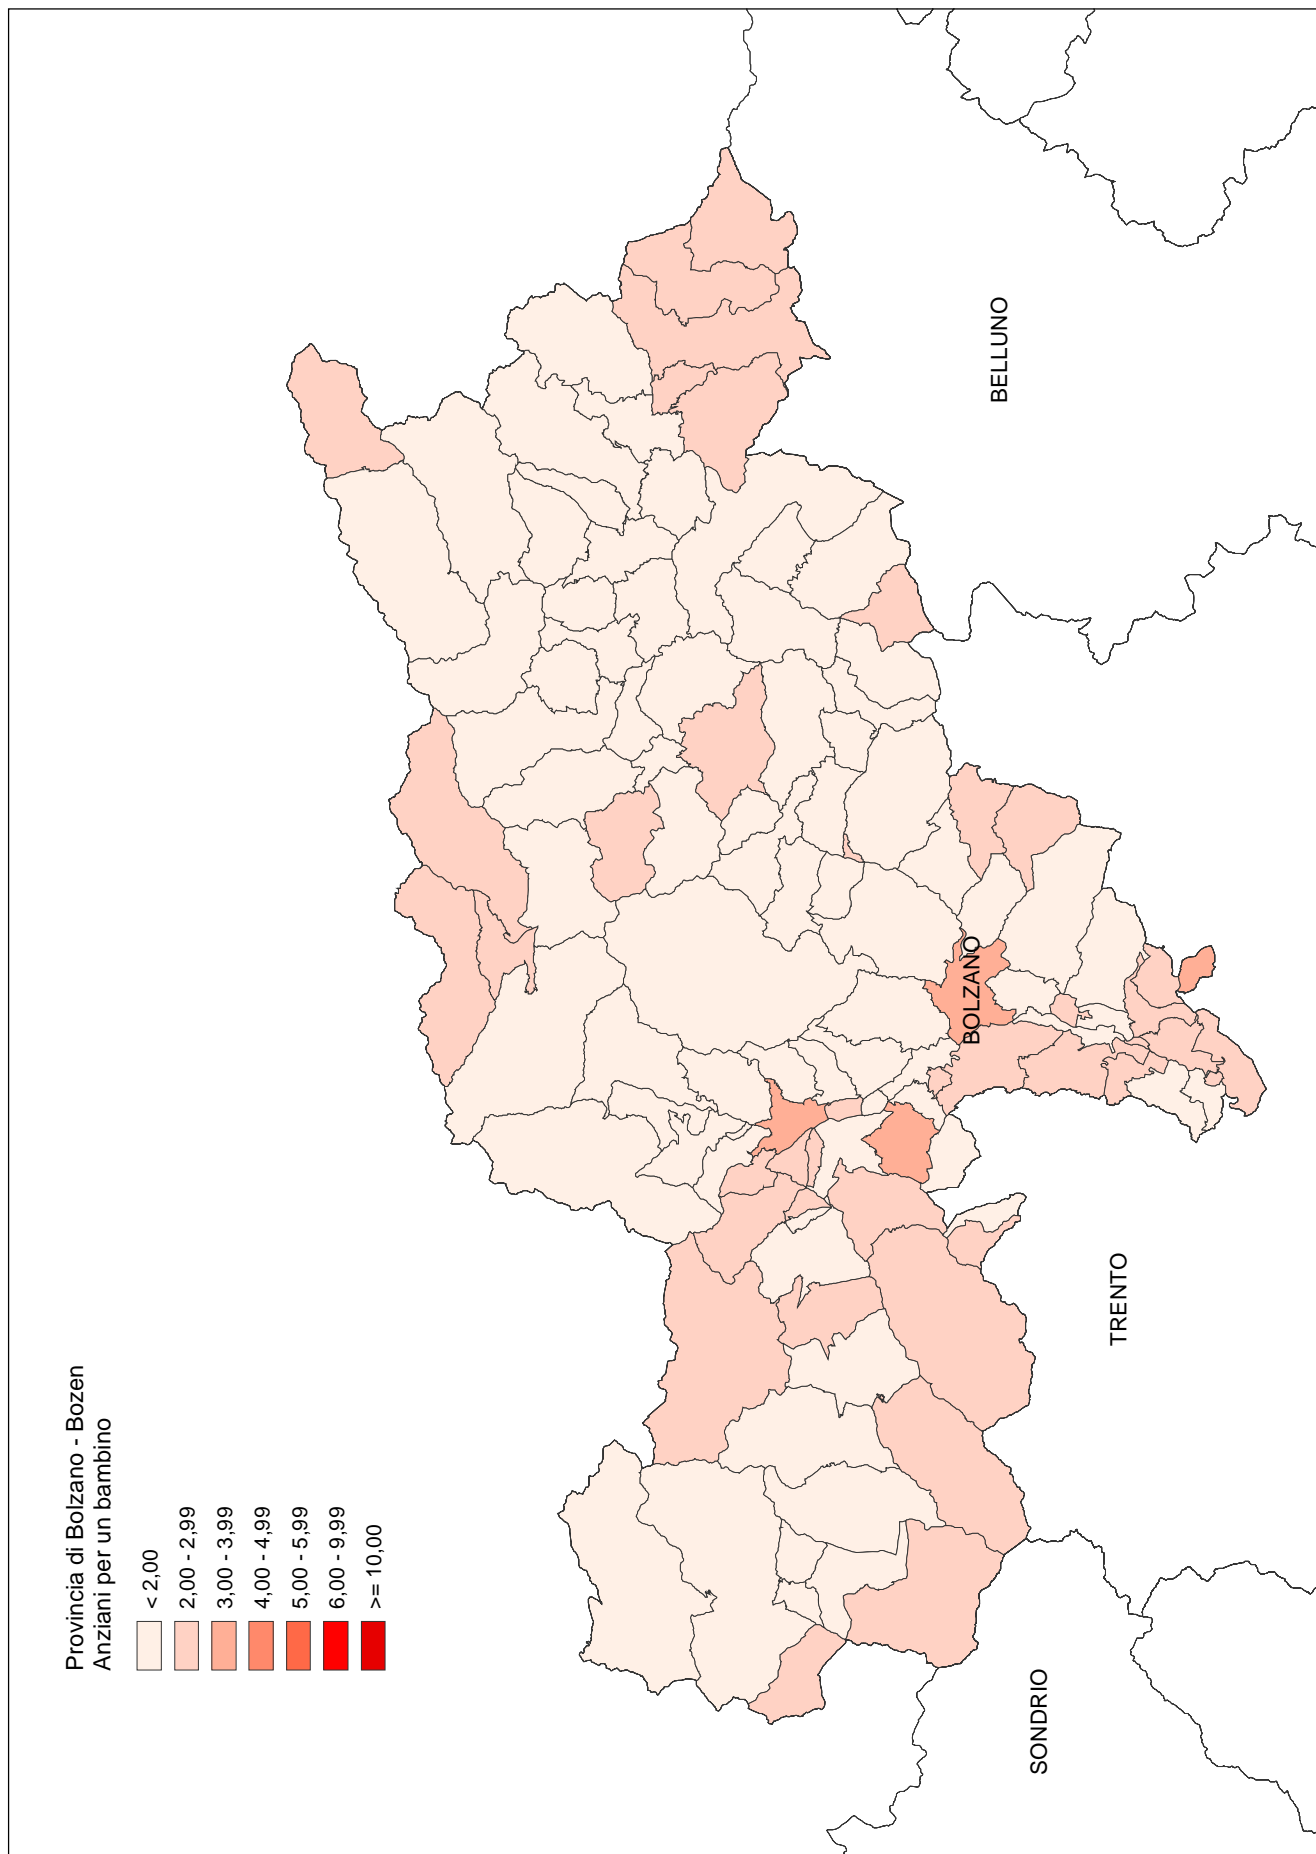 Provincia di Bolzano - Bozen
Anziani per un bambino
< 2,00
2,00 - 2,99
3,00 - 3,99
4,00 - 4,99
5,00 - 5,99
6,00 - 9,99
>= 10,00
BELLUNO
BOLZANO
TRENTO
SONDRIO